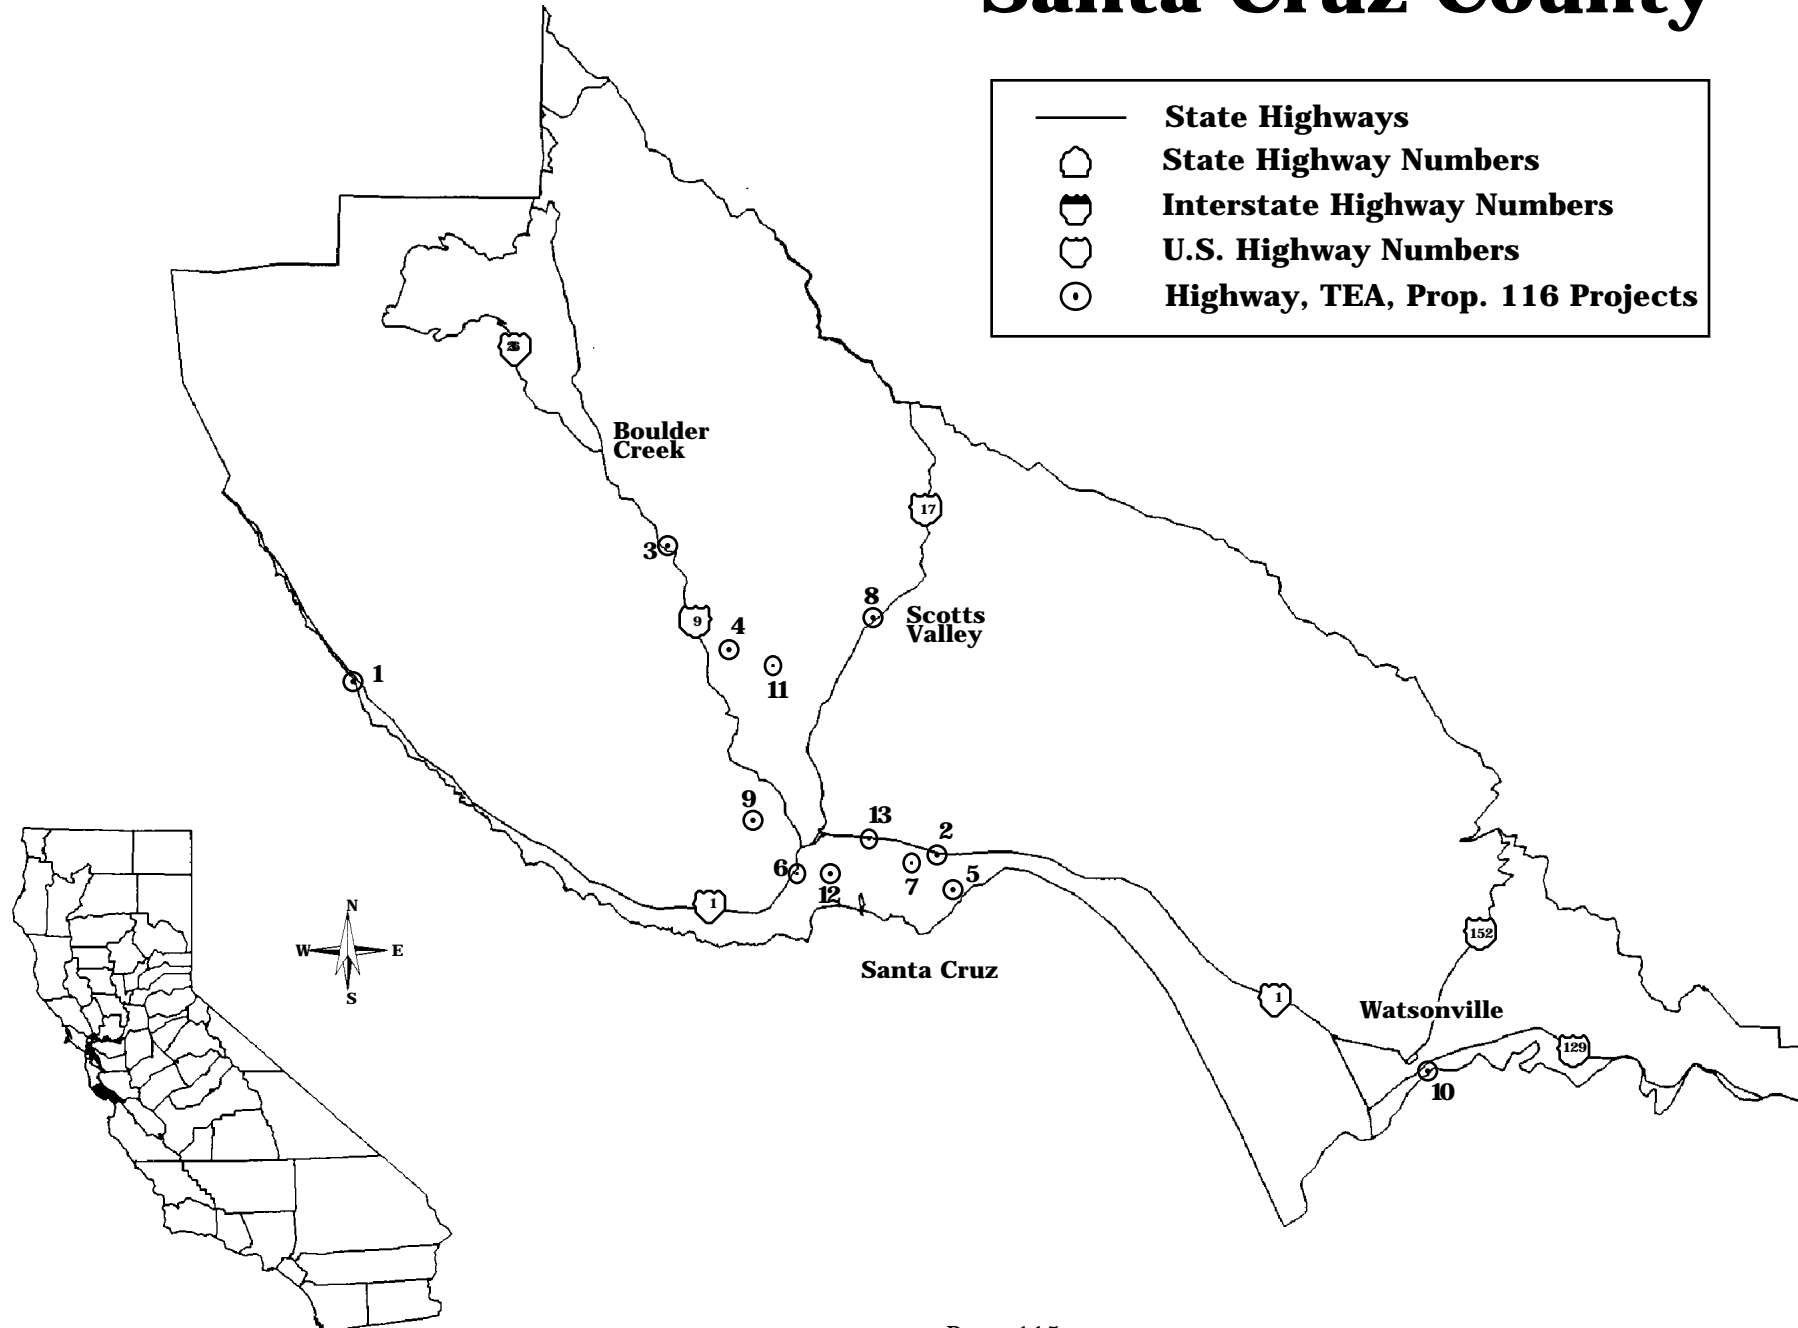 Santa Cruz County
State Highways
State Highway Numbers
Interstate Highway Numbers
U.S. Highway Numbers
Highway, TEA, Prop. 116 Projects
Boulder
Creek
17
3
8
9
Scotts
Valley
4
1
11
9
13
2
6
12
7
5
1
152
N
W
E
S
Santa Cruz
1
Watsonville
129
10